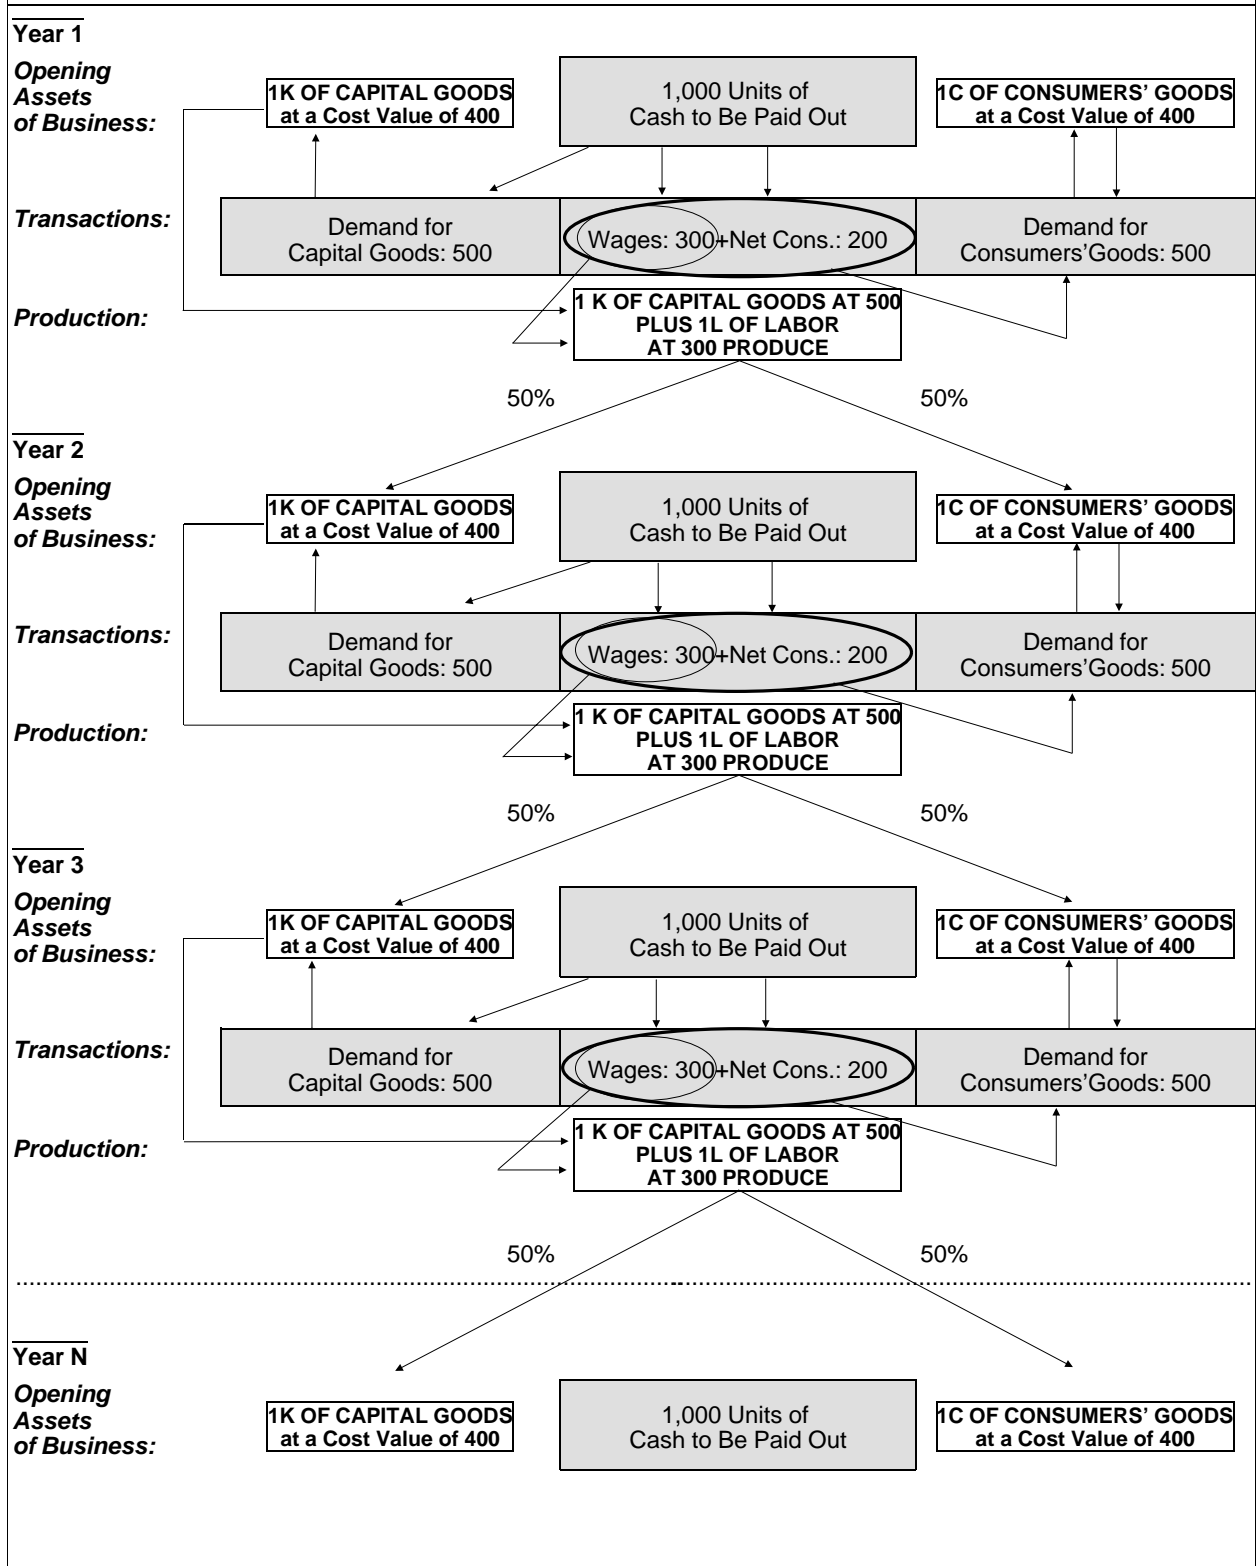 Year 1
Opening
Assets
of Business:
1K OF CAPITAL GOODS
at a Cost Value of 400
1,000 Units of
Cash to Be Paid Out
1C OF CONSUMERS’ GOODS
at a Cost Value of 400
Transactions:
Demand for
Capital Goods: 500
Wages: 300+Net Cons.: 200
Demand for
Consumers’Goods: 500
Production:
1 K OF CAPITAL GOODS AT 500
PLUS 1L OF LABOR
AT 300 PRODUCE
50%
50%
Year 2
Opening
Assets
of Business:
1K OF CAPITAL GOODS
at a Cost Value of 400
1,000 Units of
Cash to Be Paid Out
1C OF CONSUMERS’ GOODS
at a Cost Value of 400
Transactions:
Demand for
Capital Goods: 500
Wages: 300+Net Cons.: 200
Demand for
Consumers’Goods: 500
Production:
1 K OF CAPITAL GOODS AT 500
PLUS 1L OF LABOR
AT 300 PRODUCE
50%
50%
Year 3
Opening
Assets
of Business:
1K OF CAPITAL GOODS
at a Cost Value of 400
1,000 Units of
Cash to Be Paid Out
1C OF CONSUMERS’ GOODS
at a Cost Value of 400
Transactions:
Demand for
Capital Goods: 500
Wages: 300+Net Cons.: 200
Demand for
Consumers’Goods: 500
Production:
1 K OF CAPITAL GOODS AT 500
PLUS 1L OF LABOR
AT 300 PRODUCE
50%
50%
Year N
Opening
Assets
of Business:
1K OF CAPITAL GOODS
at a Cost Value of 400
1,000 Units of
Cash to Be Paid Out
1C OF CONSUMERS’ GOODS
at a Cost Value of 400